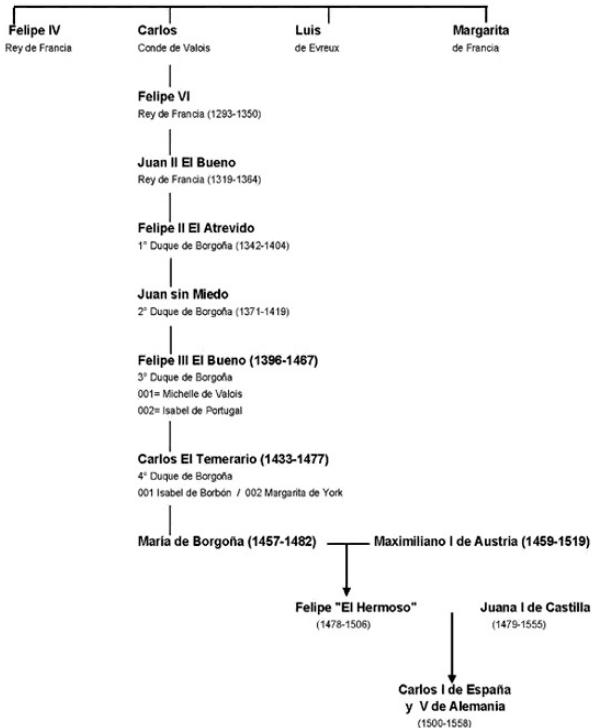 Felipe IV
Rey de Francia
Carlos
Conde de Valois
Luis
de Evreux
Margarita
de Francia
Felipe VI
Rey de Francia (1293-1350)
Juan II El Bueno
Rey de Francia (1319-1364)
Felipe II El Atrevido
1° Duque de Borgoña (1342-1404)
Juan sin Miedo
2° Duque de Borgoña (1371-1419)
Felipe III El Bueno (1396-1467)
3° Duque de Borgoña
001= Michelle de Valois
002= Isabel de Portugal
Carlos El Temerario (1433-1477)
4° Duque de Borgoña
001 Isabel de Borbón / 002 Margarita de York
María de Borgoña (1457-1482)
Maximiliano I de Austria (1459-1519)
Felipe "El Hermoso"
(1478-1506)
Juana I de Castilla
(1479-1555)
Carlos I de España
y V de Alemania
(1500-1558)